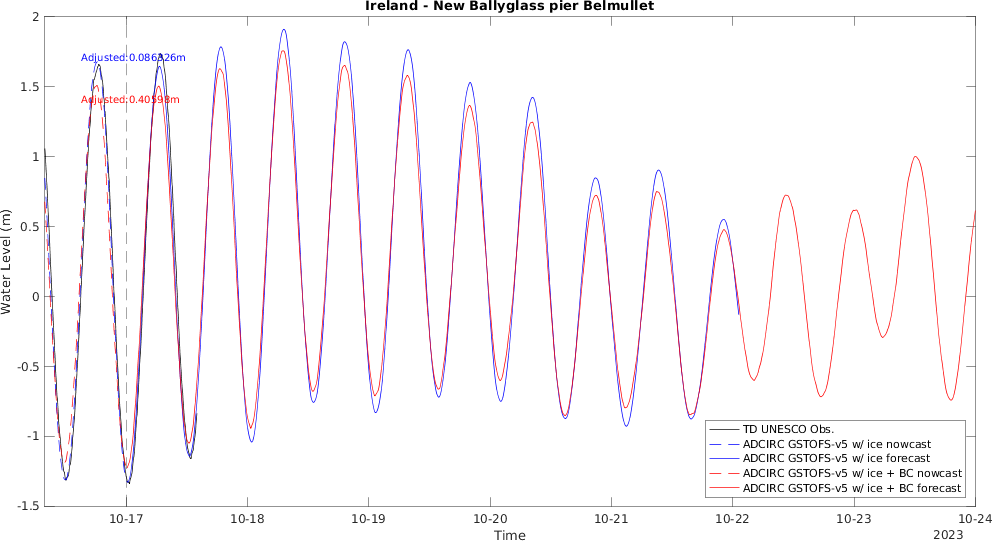 Ireland - New Ballyglass pier Belmullet
Adjusted:0.086326m
Adjusted:0.40598m
Water Level (m)
2
1.5
1
0.5
0
-0.5
-1
-1.5
10-17
10-18
10-19
10-20
10-21
10-22
10-23
10-24
Time
2023
TD UNESCO Obs.
ADCIRC GSTOFS-v5 w/ ice nowcast
ADCIRC GSTOFS-v5 w/ ice forecast
ADCIRC GSTOFS-v5 w/ ice + BC nowcast
ADCIRC GSTOFS-v5 w/ ice + BC forecast